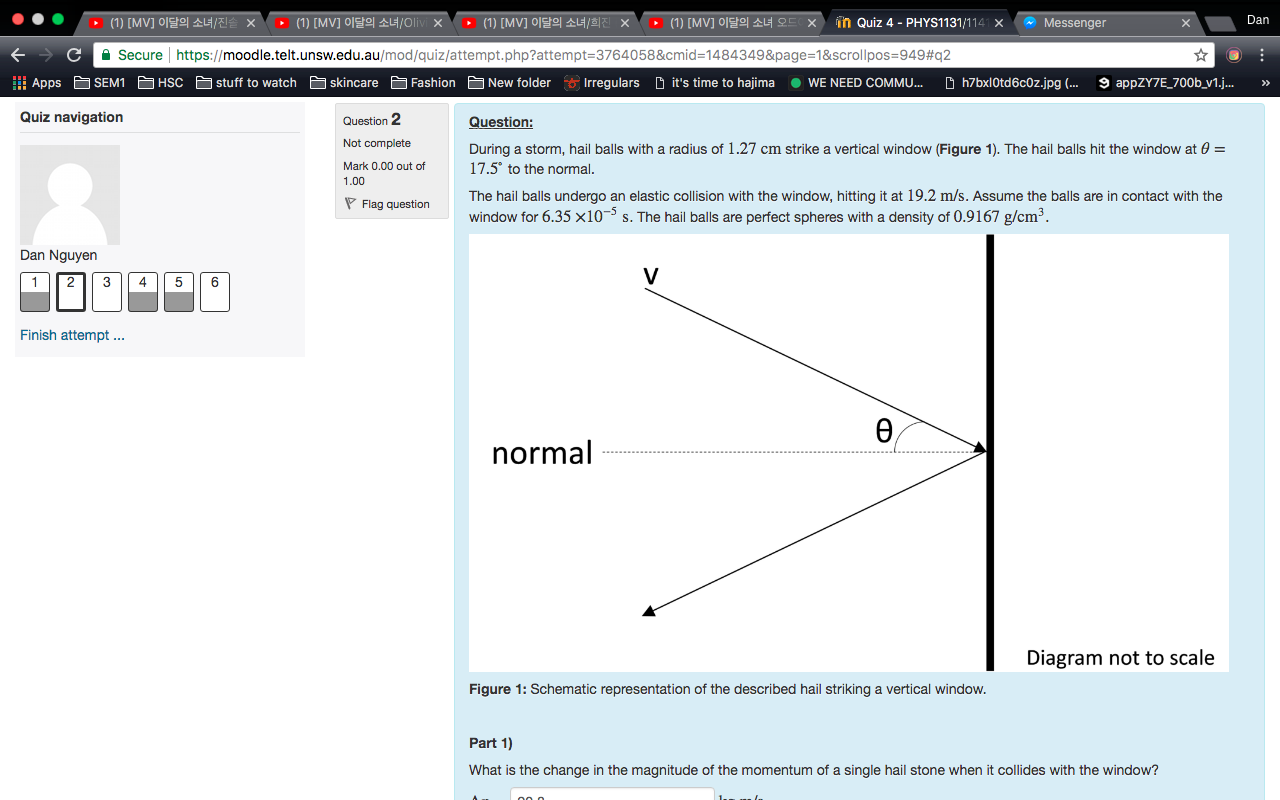 (1) [MV] 이달의 소녀/진솔
(1) [MV] 이달의 소녀/Olivi
(1) [MV] 이달의 소녀/희진
(1) [MV] 이달의 소녀 오드
Quiz 4 - PHYS1131/1141
Messenger
Dan
Secure
https://moodle.telt.unsw.edu.au/mod/quiz/attempt.php?attempt=3764058&cmid=1484349&page=1&scrollpos=949#q2
Apps SEM1 HSC stuff to watch skincare Fashion New folder Irregulars it's time to hajima WE NEED COMMU... h7bxl0td6c0z.jpg (... appZY7E_700b_v1.j... »
Quiz navigation
Dan Nguyen
1 2 3 4 5 6
Finish attempt ...
Question 2
Not complete
Mark 0.00 out of
1.00
Flag question
Question:
During a storm, hail balls with a radius of 1.27 cm strike a vertical window (Figure 1). The hail balls hit the window at θ =
17.5° to the normal.
The hail balls undergo an elastic collision with the window, hitting it at 19.2 m/s. Assume the balls are in contact with the
window for 6.35 ×10⁻⁵ s. The hail balls are perfect spheres with a density of 0.9167 g/cm³.
v
θ
normal
Diagram not to scale
Figure 1: Schematic representation of the described hail striking a vertical window.
Part 1)
What is the change in the magnitude of the momentum of a single hail stone when it collides with the window?